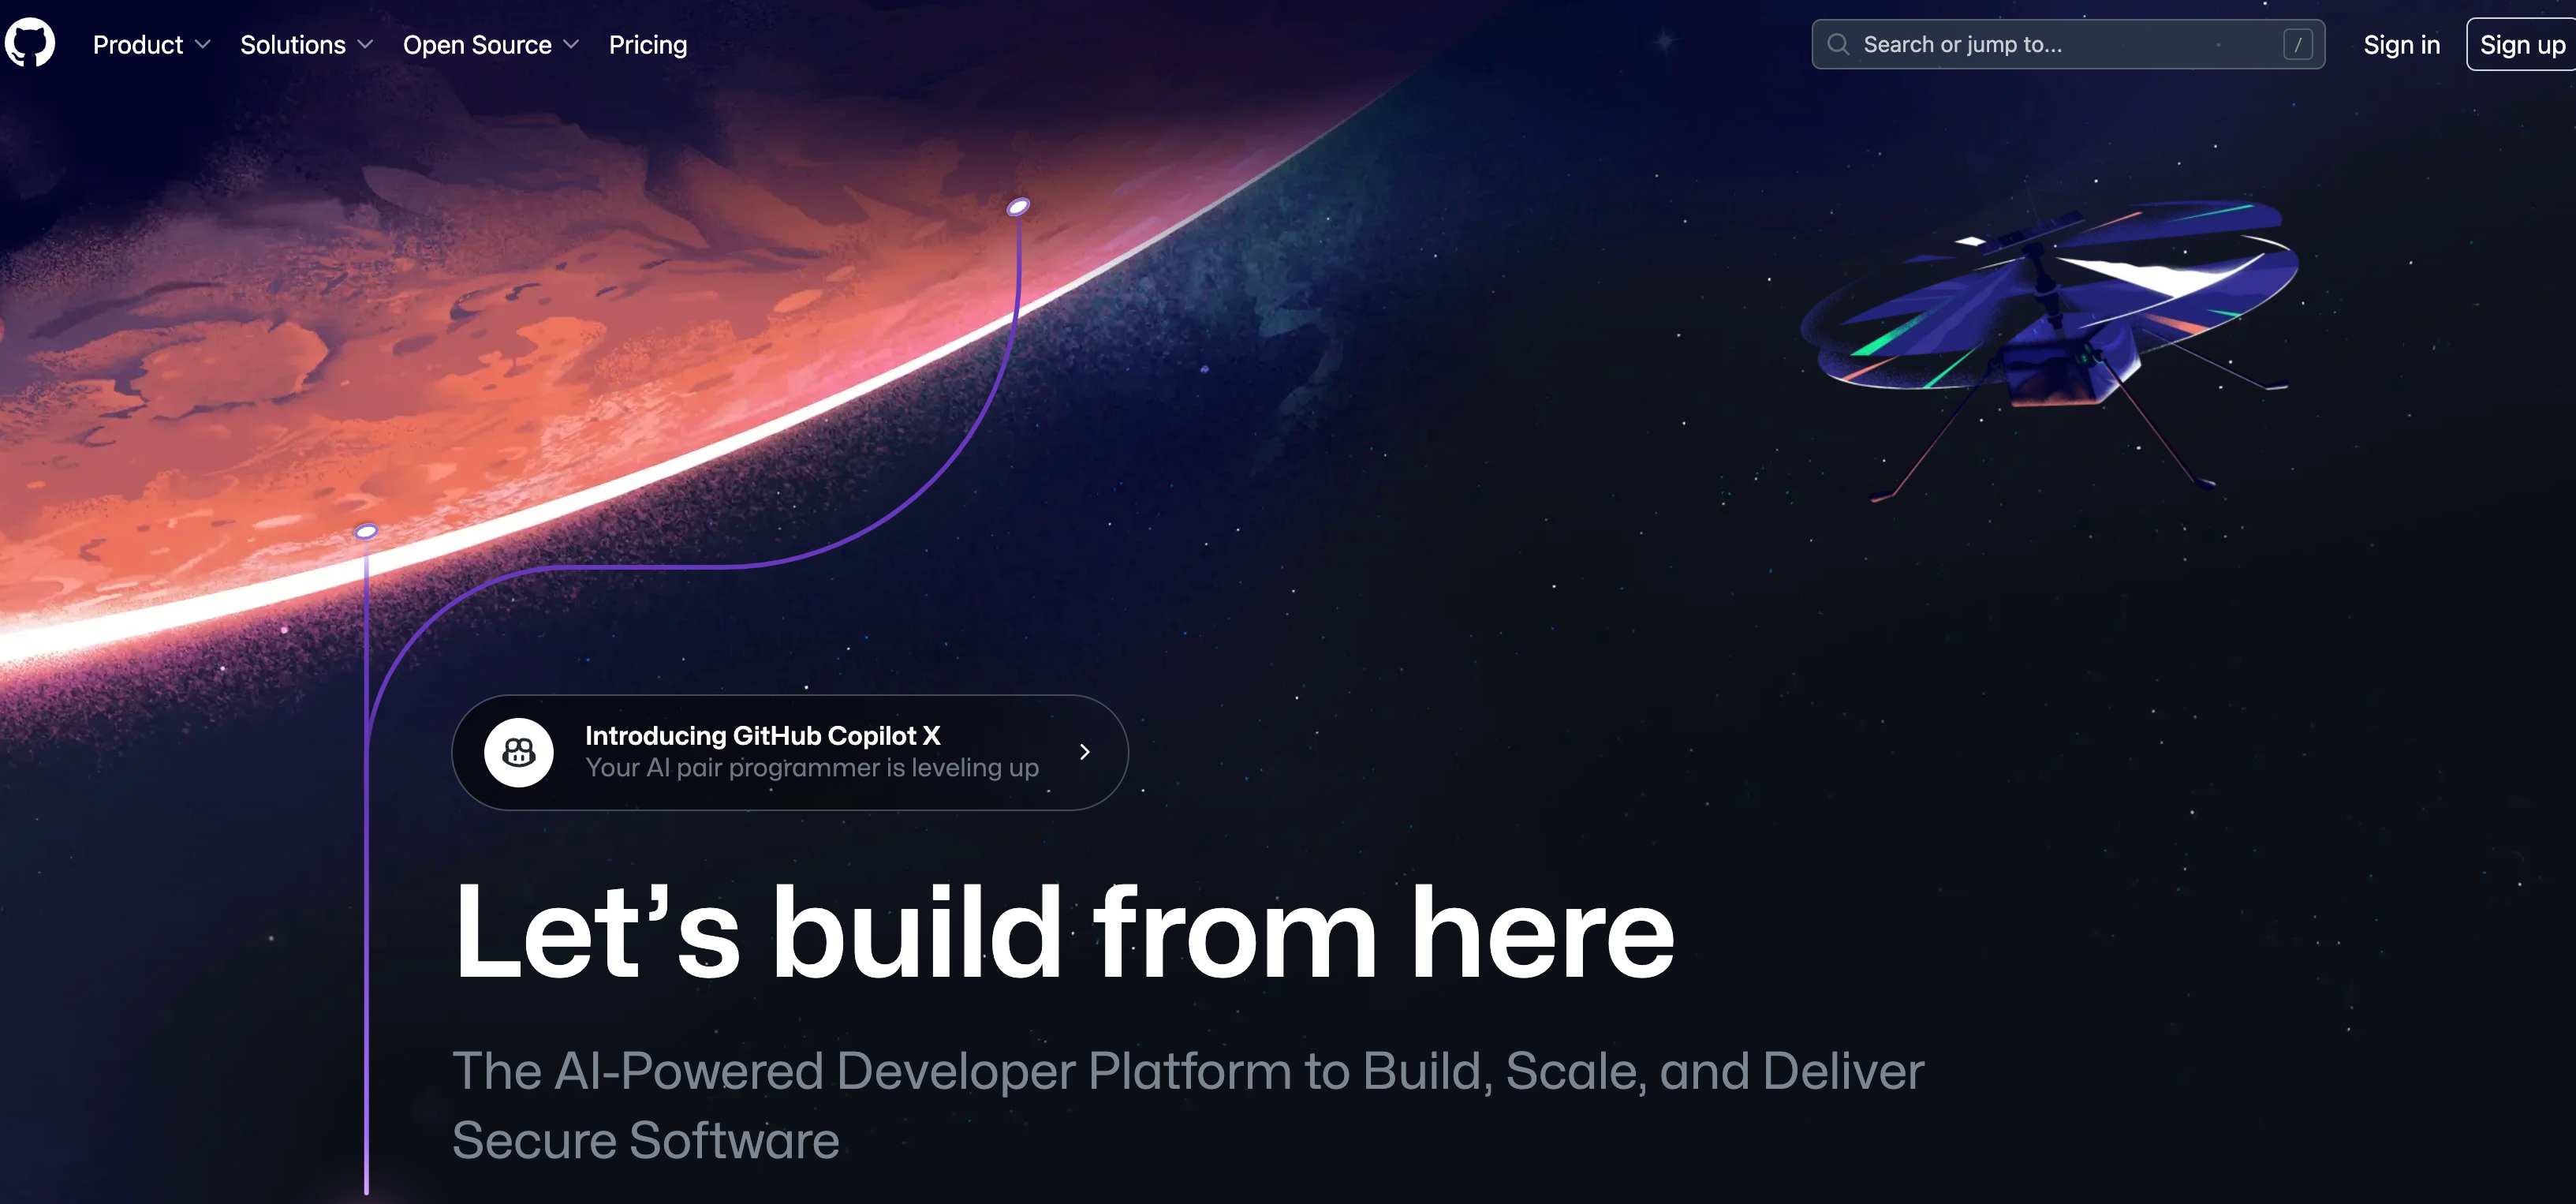 Product Solutions Open Source Pricing Search or jump to... / Sign in Sign up
Introducing GitHub Copilot X
Your AI pair programmer is leveling up
Let’s build from here
The AI-Powered Developer Platform to Build, Scale, and Deliver
Secure Software